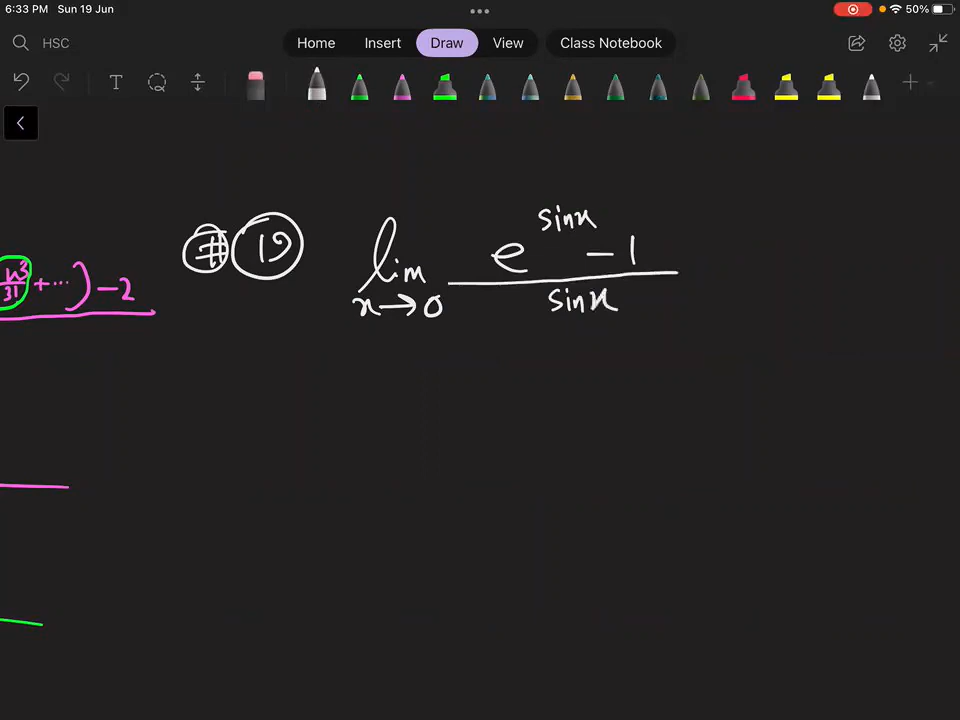 6:33 PM Sun 19 Jun 50%
HSC Home Insert Draw View Class Notebook
T
# 19 lim x→0 (e^(sinx) − 1) / sinx
x³/3! + ⋯ ) − 2